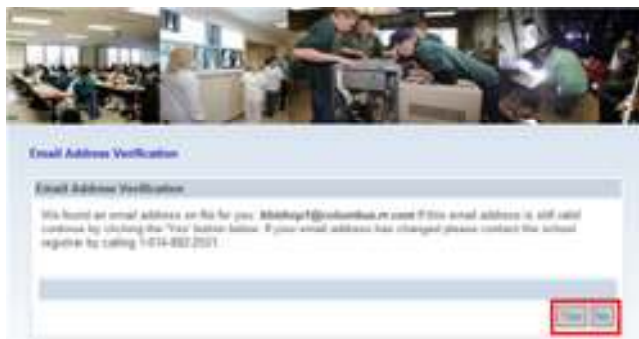 Email Address Verification
Email Address Verification
We found an email address on file for you. If this email address is still valid
continue by clicking the 'Yes' button below. If your email address has changed please contact the school
registrar by calling
Yes No